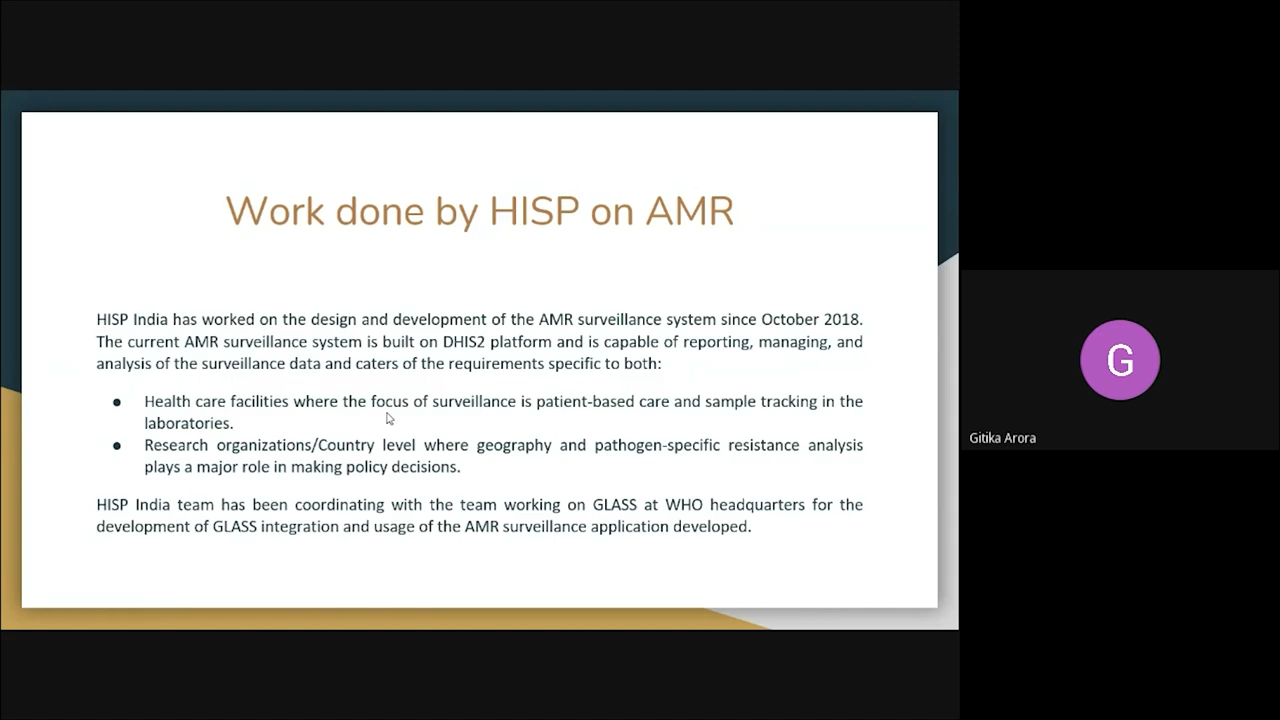 Work done by HISP on AMR
HISP India has worked on the design and development of the AMR surveillance system since October 2018.
The current AMR surveillance system is built on DHIS2 platform and is capable of reporting, managing, and
analysis of the surveillance data and caters of the requirements specific to both:
● Health care facilities where the focus of surveillance is patient-based care and sample tracking in the
laboratories.
● Research organizations/Country level where geography and pathogen-specific resistance analysis
plays a major role in making policy decisions.
HISP India team has been coordinating with the team working on GLASS at WHO headquarters for the
development of GLASS integration and usage of the AMR surveillance application developed.
G
Gitika Arora